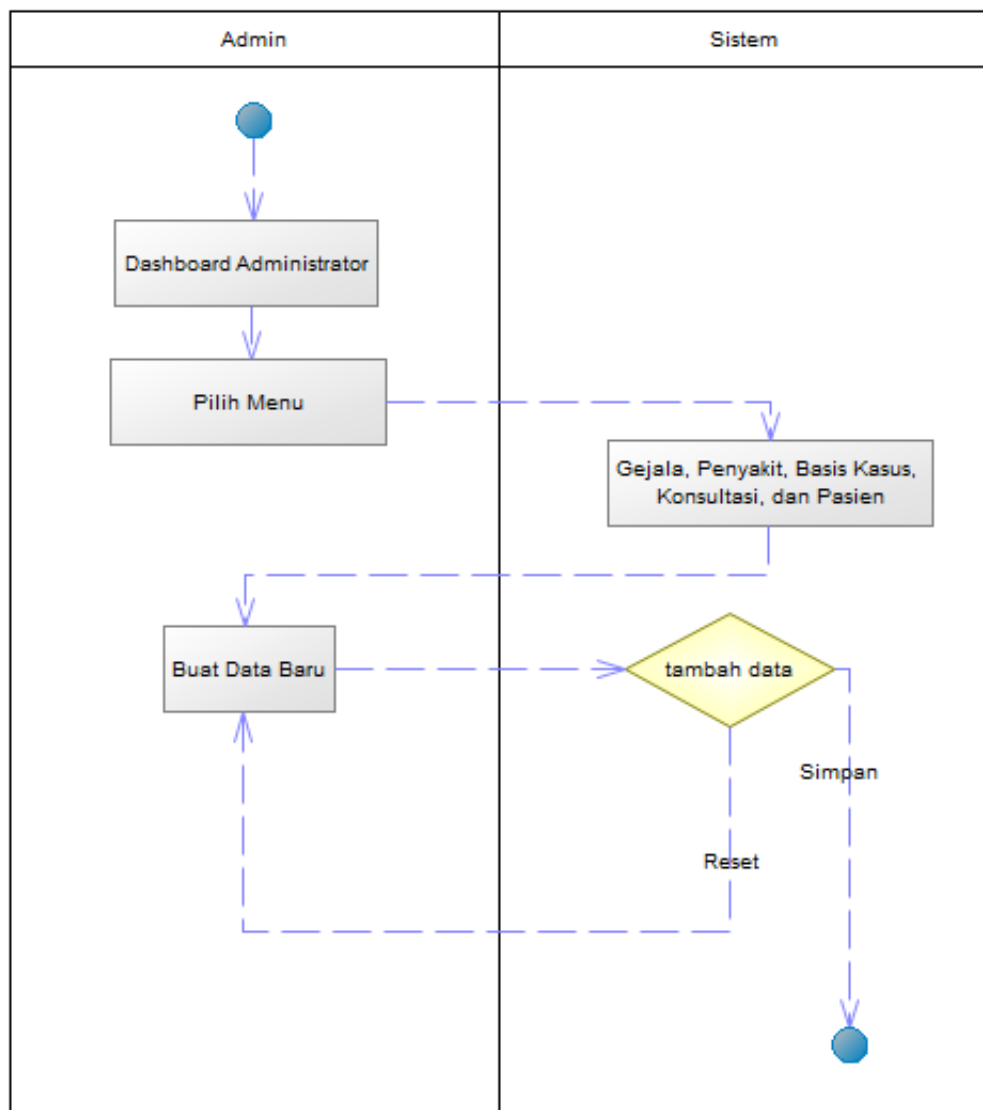 Admin
Sistem
Dashboard Administrator
Pilih Menu
Gejala, Penyakit, Basis Kasus,
Konsultasi, dan Pasien
Buat Data Baru
tambah data
Simpan
Reset